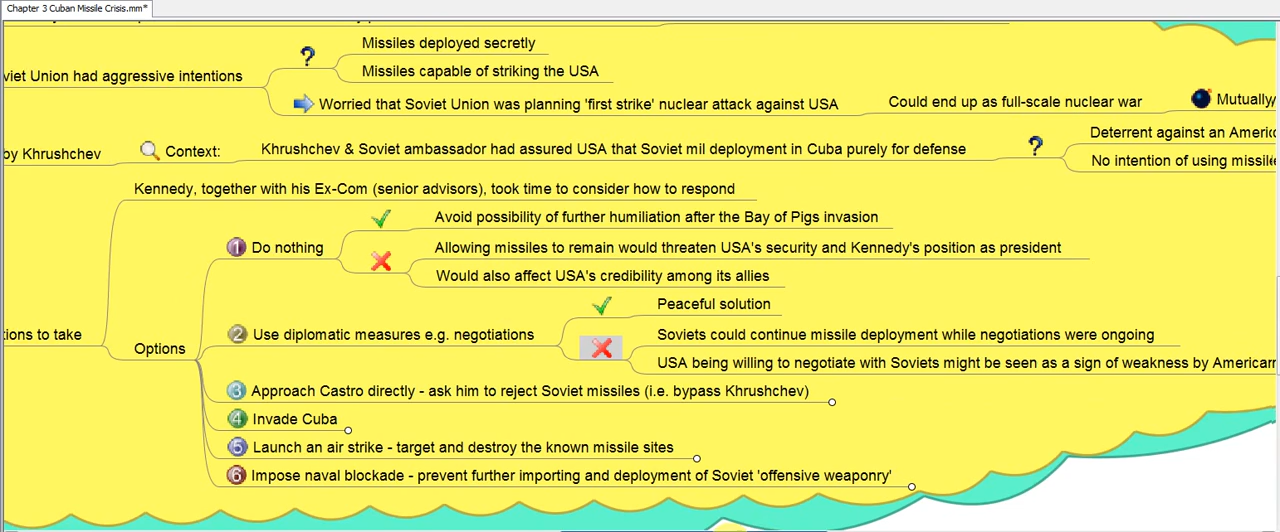 Chapter 3 Cuban Missile Crisis.mm*
Missiles deployed secretly
viet Union had aggressive intentions
Missiles capable of striking the USA
Worried that Soviet Union was planning 'first strike' nuclear attack against USA
Could end up as full-scale nuclear war
Mutually
by Khrushchev
Context:
Khrushchev & Soviet ambassador had assured USA that Soviet mil deployment in Cuba purely for defense
Deterrent against an Americ
No intention of using missile
Kennedy, together with his Ex-Com (senior advisors), took time to consider how to respond
tions to take
Options
1 Do nothing
Avoid possibility of further humiliation after the Bay of Pigs invasion
Allowing missiles to remain would threaten USA's security and Kennedy's position as president
Would also affect USA's credibility among its allies
2 Use diplomatic measures e.g. negotiations
Peaceful solution
Soviets could continue missile deployment while negotiations were ongoing
USA being willing to negotiate with Soviets might be seen as a sign of weakness by American
3 Approach Castro directly - ask him to reject Soviet missiles (i.e. bypass Khrushchev)
4 Invade Cuba
5 Launch an air strike - target and destroy the known missile sites
6 Impose naval blockade - prevent further importing and deployment of Soviet 'offensive weaponry'